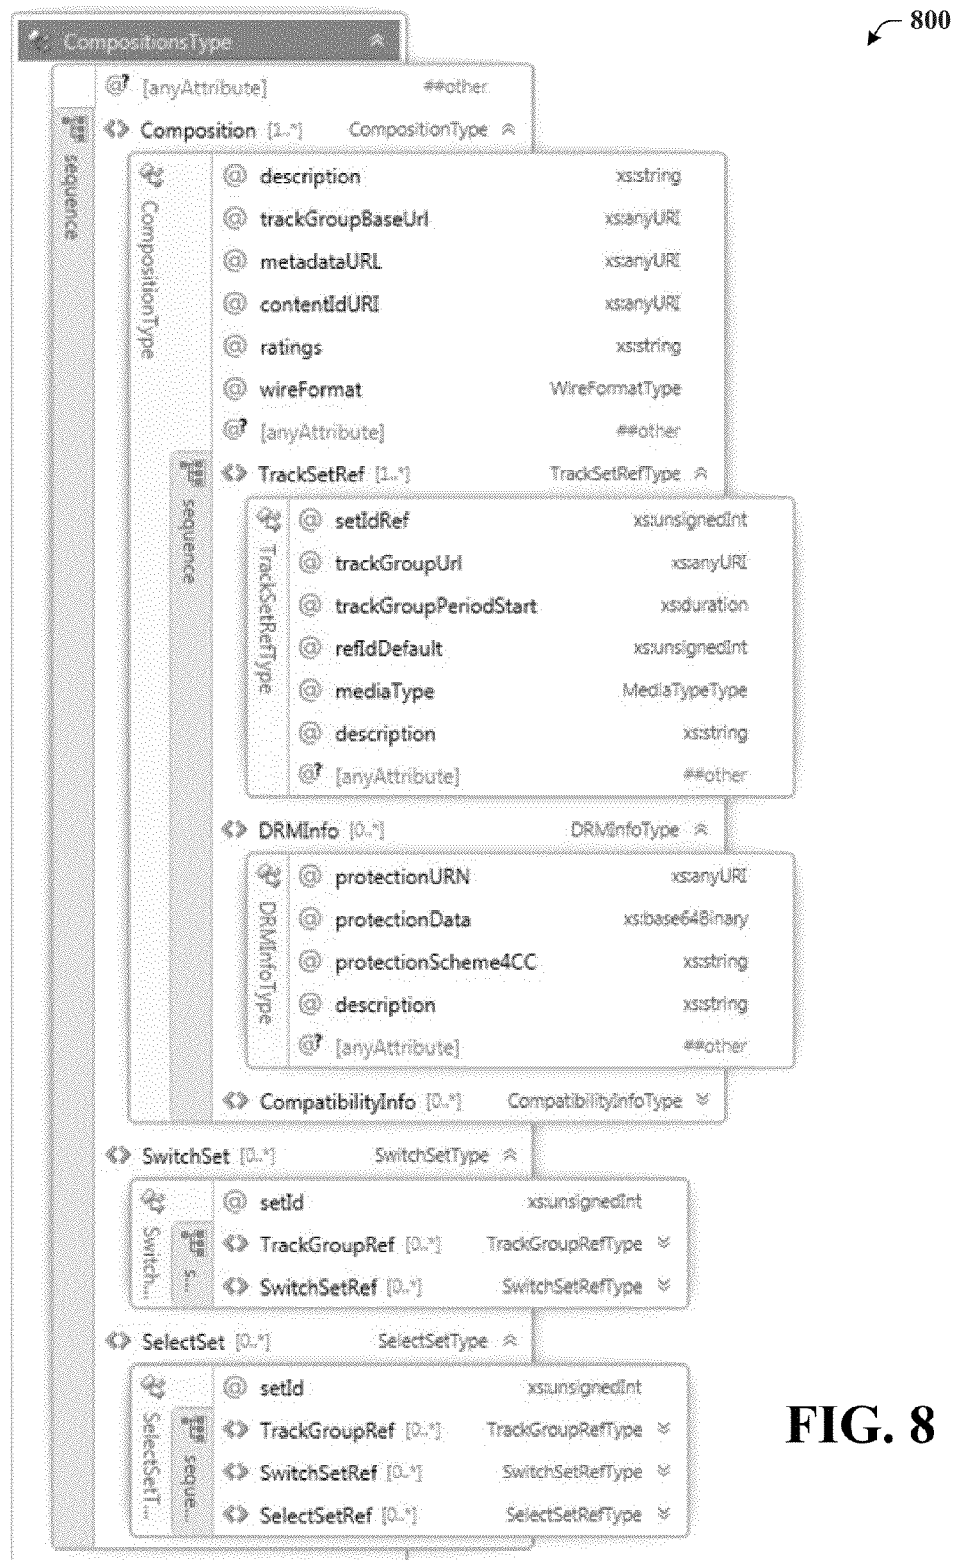 800
CompositionsType
[anyAttribute] ##other
Composition [1..*] CompositionType
sequence
CompositionType
@ description xs:string
@ trackGroupBaseUrl xs:anyURI
@ metadataURL xs:anyURI
@ contentIdURI xs:anyURI
@ ratings xs:string
@ wireFormat WireFormatType
@? [anyAttribute] ##other
TrackSetRef [1..*] TrackSetRefType
sequence
TrackSetRefType
@ setIdRef xs:unsignedInt
@ trackGroupUrl xs:anyURI
@ trackGroupPeriodStart xs:duration
@ refIdDefault xs:unsignedInt
@ mediaType MediaTypeType
@ description xs:string
@? [anyAttribute] ##other
DRMInfo [0..*] DRMInfoType
DRMInfoType
@ protectionURN xs:anyURI
@ protectionData xs:base64Binary
@ protectionScheme4CC xs:string
@ description xs:string
@? [anyAttribute] ##other
CompatibilityInfo [0..*] CompatibilityInfoType
SwitchSet [0..*] SwitchSetType
Switch...
s...
@ setId xs:unsignedInt
TrackGroupRef [0..*] TrackGroupRefType
SwitchSetRef [0..*] SwitchSetRefType
SelectSet [0..*] SelectSetType
SelectSetT...
seque...
@ setId xs:unsignedInt
TrackGroupRef [0..*] TrackGroupRefType
SwitchSetRef [0..*] SwitchSetRefType
SelectSetRef [0..*] SelectSetRefType
FIG. 8